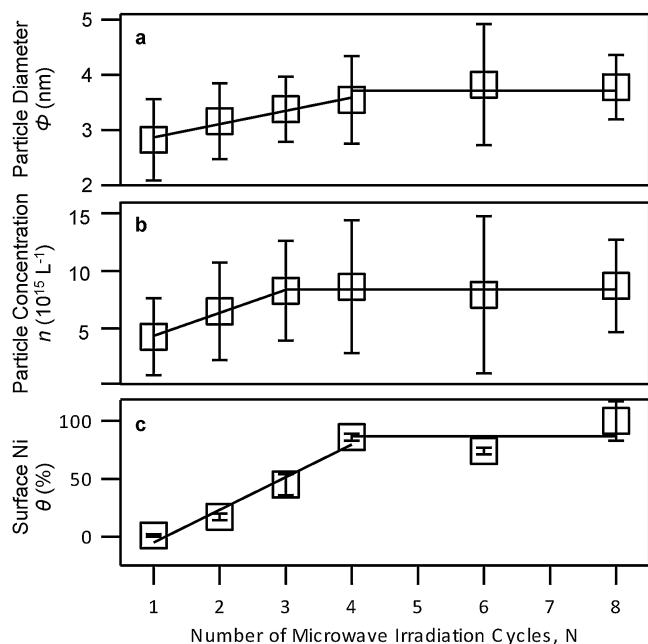 a
Particle Diameter
Φ (nm)
5
4
3
2
b
Particle Concentration
n (10¹⁵ L⁻¹)
15
10
5
c
Surface Ni
θ (%)
100
50
0
1 2 3 4 5 6 7 8
Number of Microwave Irradiation Cycles, N